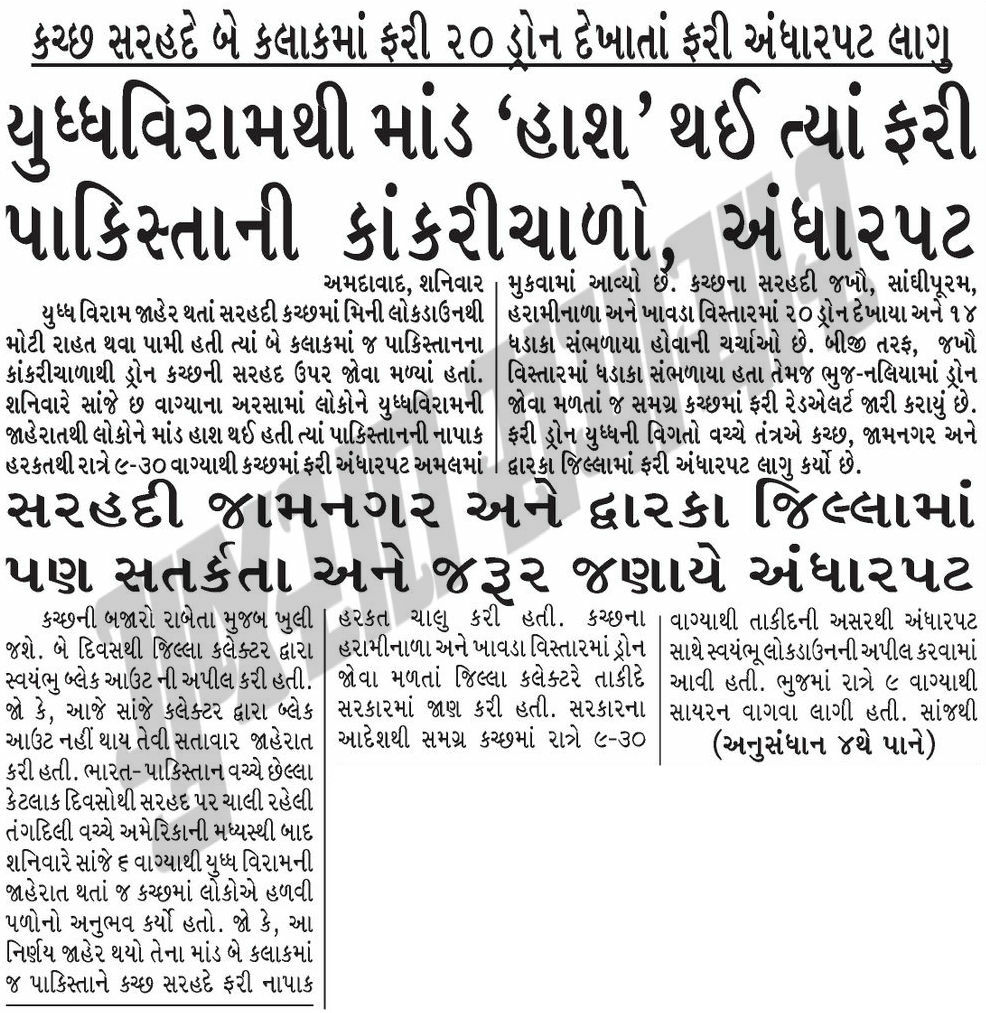 કચ્છ સરહદે બે કલાકમાં ફરી ૨૦ ડ્રોન દેખાતાં ફરી અંધારપટ લાગુ
યુધ્ધવિરામથી માંડ ‘હાશ’ થઈ ત્યાં ફરી
પાકિસ્તાની કાંકરીચાળો, અંધારપટ
અમદાવાદ, શનિવાર
યુધ્ધ વિરામ જાહેર થતાં સરહદી કચ્છમાં મિની લોકડાઉનથી
મોટી રાહત થવા પામી હતી ત્યાં બે કલાકમાં જ પાકિસ્તાનના
કાંકરીચાળાથી ડ્રોન કચ્છની સરહદ ઉપર જોવા મળ્યાં હતાં.
શનિવારે સાંજે છ વાગ્યાના અરસામાં લોકોને યુધ્ધવિરામની
જાહેરાતથી લોકોને માંડ હાશ થઈ હતી ત્યાં પાકિસ્તાનની નાપાક
હરકતથી રાત્રે ૯-૩૦ વાગ્યાથી કચ્છમાં ફરી અંધારપટ અમલમાં
મુકવામાં આવ્યો છે. કચ્છના સરહદી જખૌ, સાંઘીપૂરમ,
હરામીનાળા અને ખાવડા વિસ્તારમાં ૨૦ ડ્રોન દેખાયા અને ૧૪
ધડાકા સંભળાયા હોવાની ચર્ચાઓ છે. બીજી તરફ, જખૌ
વિસ્તારમાં ધડાકા સંભળાયા હતા તેમજ ભુજ-નલિયામાં ડ્રોન
જોવા મળતાં જ સમગ્ર કચ્છમાં ફરી રેડએલર્ટ જારી કરાયું છે.
ફરી ડ્રોન યુધ્ધની વિગતો વચ્ચે તંત્રએ કચ્છ, જામનગર અને
દ્વારકા જિલ્લામાં ફરી અંધારપટ લાગુ કર્યો છે.
સરહદી જામનગર અને દ્વારકા જિલ્લામાં
પણ સતર્કતા અને જરૂર જણાયે અંધારપટ
કચ્છની બજારો રાબેતા મુજબ ખુલી
જશે. બે દિવસથી જિલ્લા કલેક્ટર દ્વારા
સ્વયંભુ બ્લેક આઉટ ની અપીલ કરી હતી.
જો કે, આજે સાંજે કલેક્ટર દ્વારા બ્લેક
આઉટ નહીં થાય તેવી સતાવાર જાહેરાત
કરી હતી. ભારત-પાકિસ્તાન વચ્ચે છેલ્લા
કેટલાક દિવસોથી સરહદ પર ચાલી રહેલી
તંગદિલી વચ્ચે અમેરિકાની મધ્યસ્થી બાદ
શનિવારે સાંજે ૬ વાગ્યાથી યુધ્ધ વિરામની
જાહેરાત થતાં જ કચ્છમાં લોકોએ હળવી
પળોનો અનુભવ કર્યો હતો. જો કે, આ
નિર્ણય જાહેર થયો તેના માંડ બે કલાકમાં
જ પાકિસ્તાને કચ્છ સરહદે ફરી નાપાક
હરકત ચાલુ કરી હતી. કચ્છના
હરામીનાળા અને ખાવડા વિસ્તારમાં ડ્રોન
જોવા મળતાં જિલ્લા કલેક્ટરે તાકીદે
સરકારમાં જાણ કરી હતી. સરકારના
આદેશથી સમગ્ર કચ્છમાં રાત્રે ૯-૩૦
વાગ્યાથી તાકીદની અસરથી અંધારપટ
સાથે સ્વયંભૂ લોકડાઉનની અપીલ કરવામાં
આવી હતી. ભુજમાં રાત્રે ૯ વાગ્યાથી
સાયરન વાગવા લાગી હતી. સાંજથી
(અનુસંધાન ૪થે પાને)
ગુજરાત સમાચાર